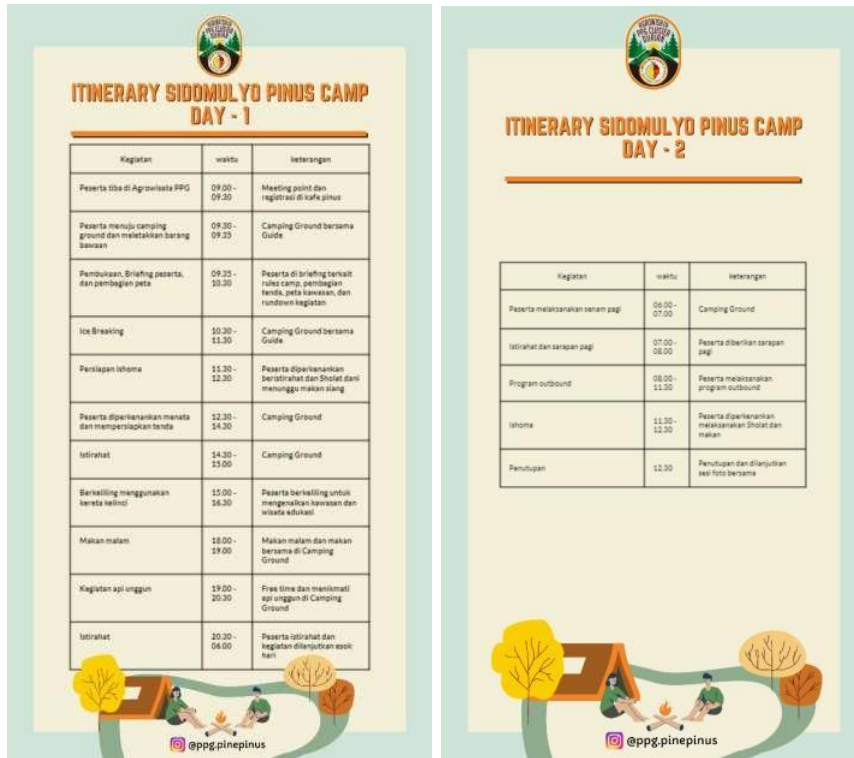 AGROWISATA
PPG CLUSTER
ITINERARY SIDOMULYO PINUS CAMP
DAY - 1
Kegiatan waktu keterangan
Peserta tiba di Agrowisata PPG 09.00 - Meeting point dan
09.30 registrasi di kafe pinus
Peserta menuju camping 09.30 - Camping Ground bersama
ground dan meletakkan barang 09.35 Guide
bawaan
Pembukaan, Briefing peserta, 09.35 - Peserta di briefing terkait
dan pembagian peta 10.30 rules camp, pembagian
tenda, peta kawasan, dan
rundown kegiatan
Ice Breaking 10.30 - Camping Ground bersama
11.30 Guide
Persiapan Ishoma 11.30 - Peserta diperkenankan
12.30 beristirahat dan Sholat dani
menunggu makan siang
Peserta diperkenankan menata 12.30 - Camping Ground
dan mempersiapkan tenda 14.30
Istirahat 14.30 - Camping Ground
15.00
Berkeliling menggunakan 15.00 - Peserta berkeliling untuk
kereta kelinci 16.30 mengenalkan kawasan dan
wisata edukasi
Makan malam 18.00 - Makan malam dan makan
19.00 bersama di Camping
Ground
Kegiatan api unggun 19.00 - Free time dan menikmati
20.30 api unggun di Camping
Ground
Istirahat 20.30 - Peserta istirahat dan
06.00 kegiatan dilanjutkan esok
hari
@ppg.pinepinus
AGROWISATA
PPG CLUSTER
ITINERARY SIDOMULYO PINUS CAMP
DAY - 2
Kegiatan waktu keterangan
Peserta melaksanakan senam pagi 06.00 - Camping Ground
07.00
Istirahat dan sarapan pagi 07.00 - Peserta diberikan sarapan
08.00 pagi
Program outbound 08.00 - Peserta melaksanakan
11.30 program outbound
Ishoma 11.30 - Peserta diperkenankan
12.30 melaksanakan Sholat dan
makan
Penutupan 12.30 Penutupan dan dilanjutkan
sesi foto bersama
@ppg.pinepinus